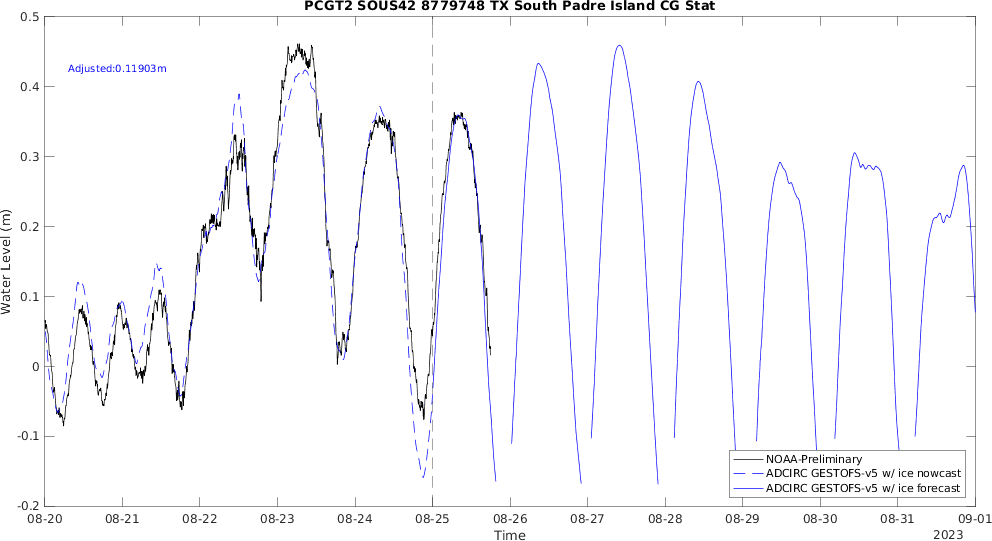 PCGT2 SOUS42 8779748 TX South Padre Island CG Stat
Adjusted:0.11903m
0.5
0.4
0.3
0.2
0.1
0
-0.1
-0.2
Water Level (m)
NOAA-Preliminary
ADCIRC GESTOFS-v5 w/ ice nowcast
ADCIRC GESTOFS-v5 w/ ice forecast
08-20 08-21 08-22 08-23 08-24 08-25 08-26 08-27 08-28 08-29 08-30 08-31 09-01
Time
2023